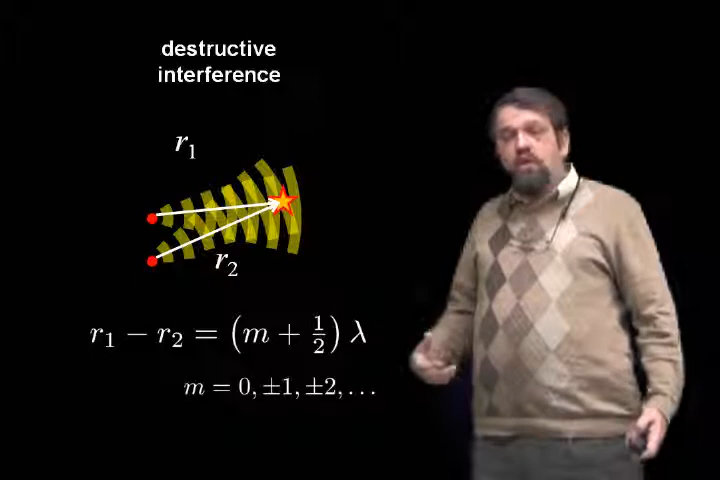 destructive
interference
r₁
r₂
r₁ − r₂ = (m + ½) λ
m = 0, ±1, ±2, …